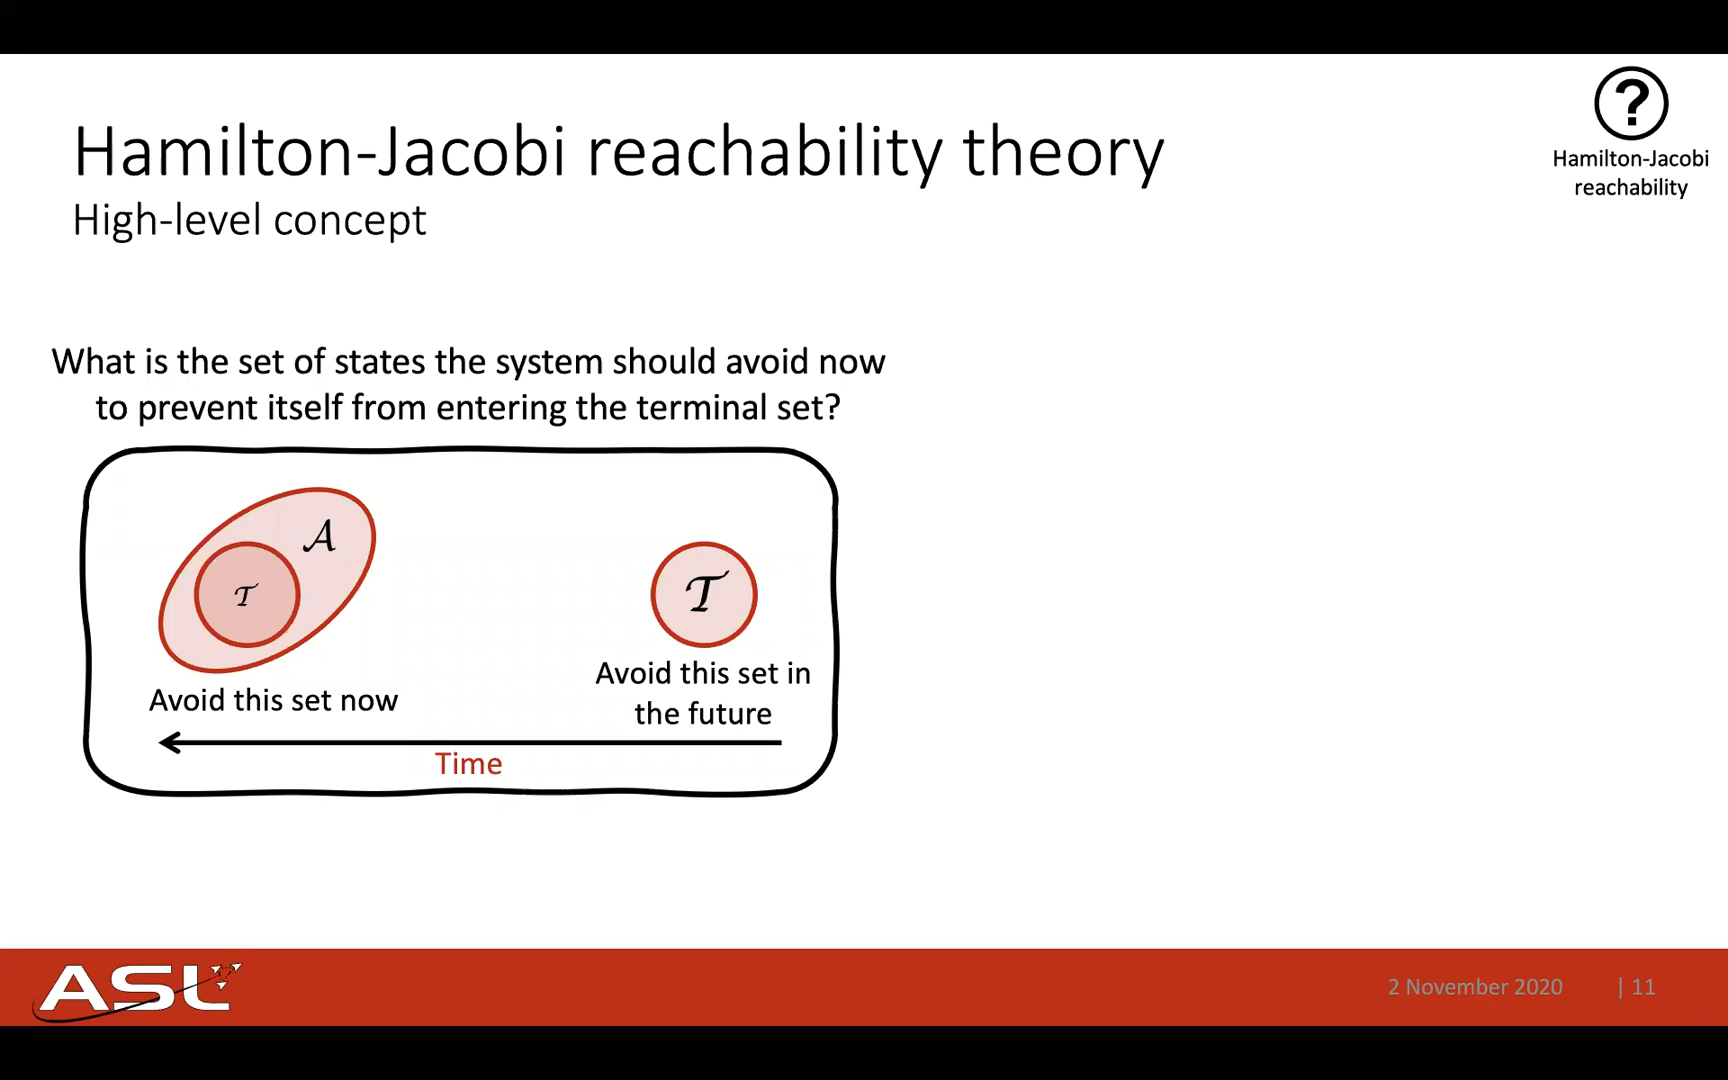 Hamilton-Jacobi reachability theory
High-level concept
?
Hamilton-Jacobi
reachability
What is the set of states the system should avoid now
to prevent itself from entering the terminal set?
𝒜
𝒯
𝒯
Avoid this set now
Avoid this set in
the future
Time
ASL
2 November 2020 | 11